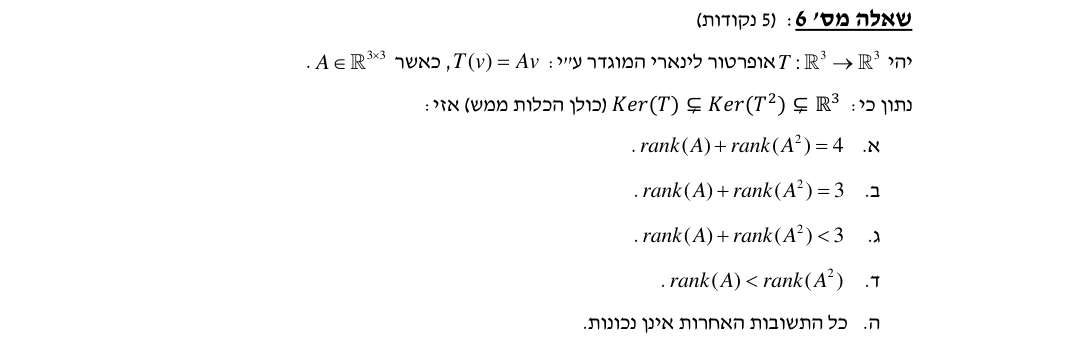 שאלה מס' 6: (5 נקודות)
יהי T : ℝ³ → ℝ³ אופרטור לינארי המוגדר ע"י: T(v) = Av, כאשר A ∈ ℝ³ˣ³.
נתון כי: Ker(T) ⊊ Ker(T²) ⊊ ℝ³ (כולן הכלות ממש) אזי:
א. rank(A) + rank(A²) = 4.
ב. rank(A) + rank(A²) = 3.
ג. rank(A) + rank(A²) < 3.
ד. rank(A) < rank(A²).
ה. כל התשובות האחרות אינן נכונות.